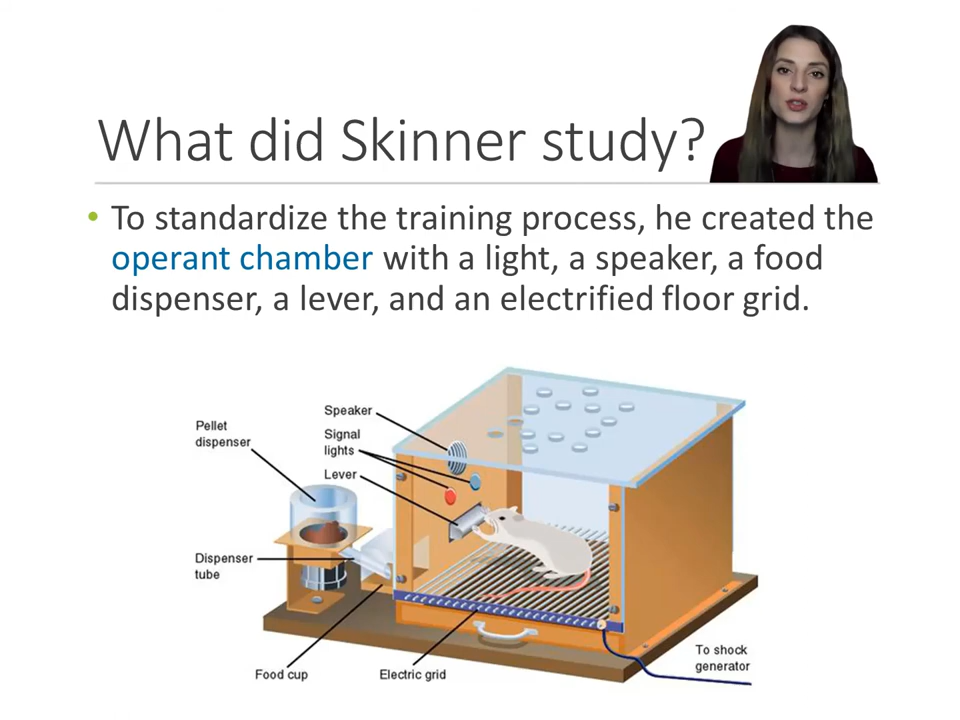 What did Skinner study?
• To standardize the training process, he created the
operant chamber with a light, a speaker, a food
dispenser, a lever, and an electrified floor grid.
Speaker
Pellet
dispenser
Signal
lights
Lever
Dispenser
tube
Food cup
Electric grid
To shock
generator